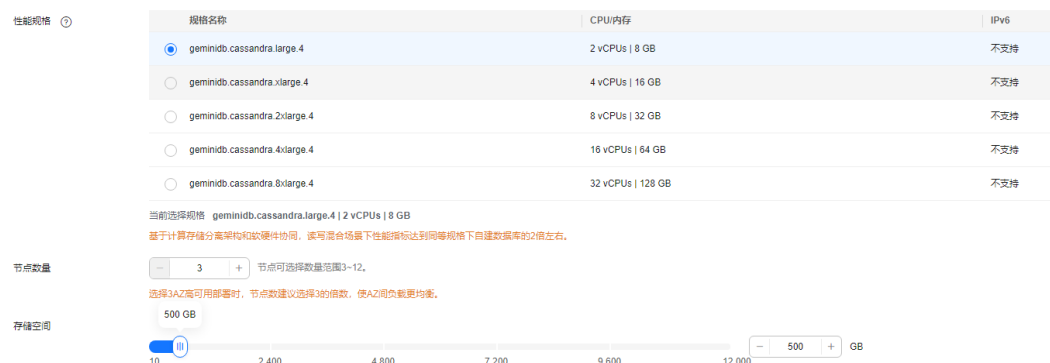 性能规格 ? 规格名称 CPU/内存 IPv6
geminidb.cassandra.large.4 2 vCPUs | 8 GB 不支持
geminidb.cassandra.xlarge.4 4 vCPUs | 16 GB 不支持
geminidb.cassandra.2xlarge.4 8 vCPUs | 32 GB 不支持
geminidb.cassandra.4xlarge.4 16 vCPUs | 64 GB 不支持
geminidb.cassandra.8xlarge.4 32 vCPUs | 128 GB 不支持
当前选择规格 geminidb.cassandra.large.4 | 2 vCPUs | 8 GB
基于计算存储分离架构和软硬件协同，读写混合场景下性能指标达到同等规格下自建数据库的2倍左右。
节点数量 − 3 + 节点可选择数量范围3~12。
选择3AZ高可用部署时，节点数建议选择3的倍数，使AZ间负载更均衡。
500 GB
存储空间
− 500 + GB
10 2,400 4,800 7,200 9,600 12,000